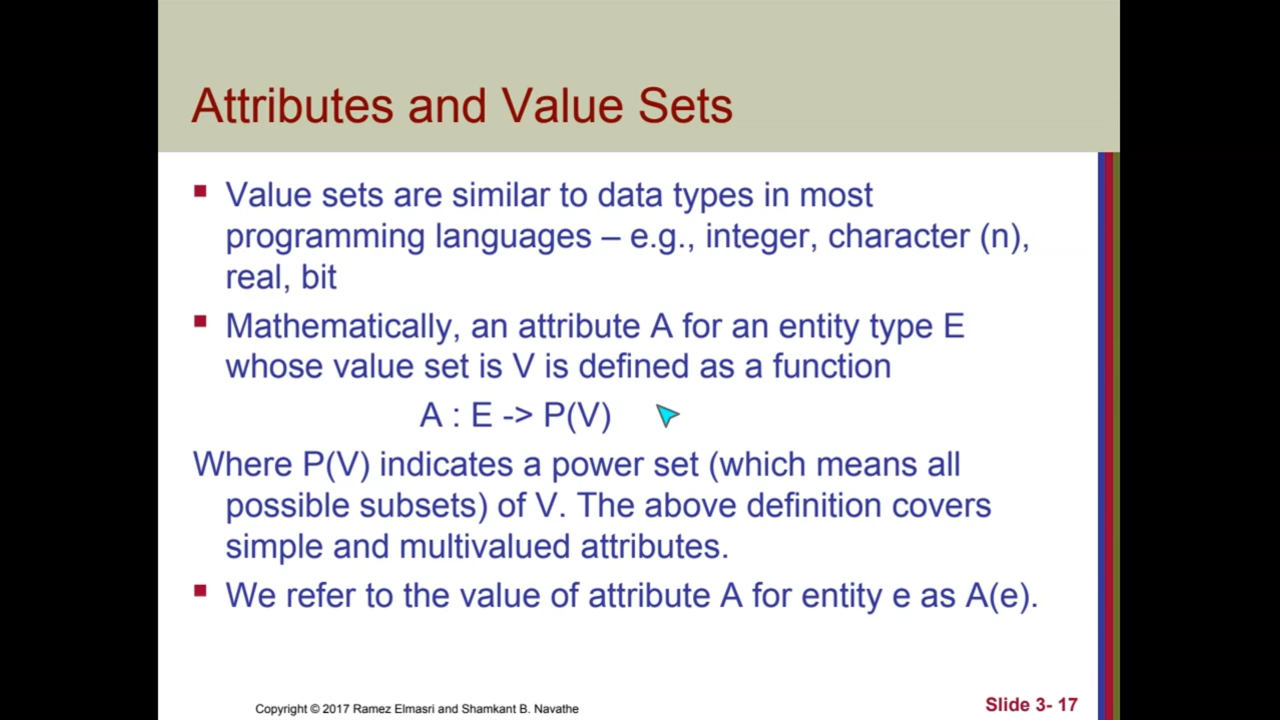 Attributes and Value Sets
Value sets are similar to data types in most
programming languages – e.g., integer, character (n),
real, bit
Mathematically, an attribute A for an entity type E
whose value set is V is defined as a function
A : E -> P(V)
Where P(V) indicates a power set (which means all
possible subsets) of V. The above definition covers
simple and multivalued attributes.
We refer to the value of attribute A for entity e as A(e).
Copyright © 2017 Ramez Elmasri and Shamkant B. Navathe
Slide 3- 17